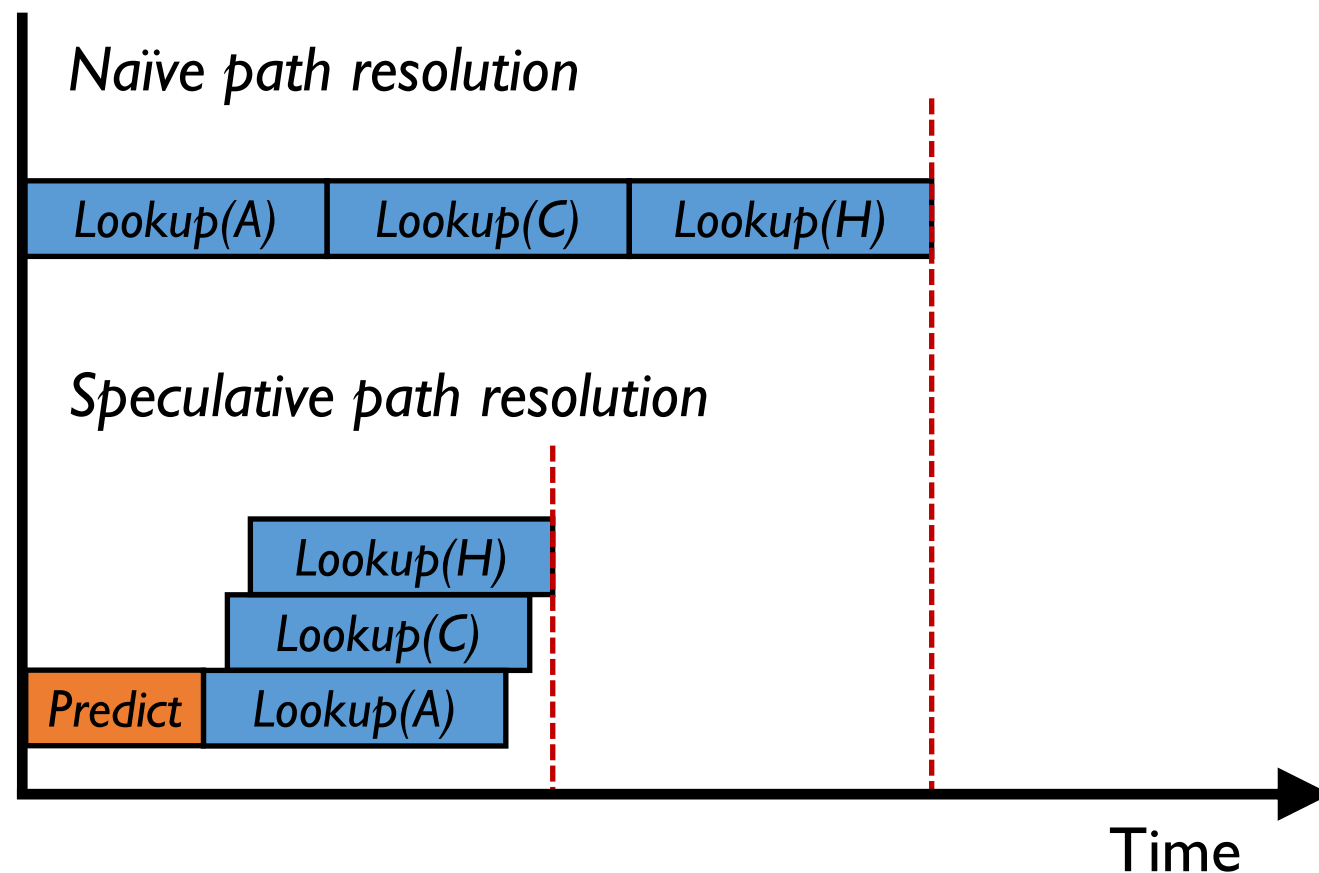 Naïve path resolution
Lookup(A) Lookup(C) Lookup(H)
Speculative path resolution
Lookup(H)
Lookup(C)
Predict Lookup(A)
Time